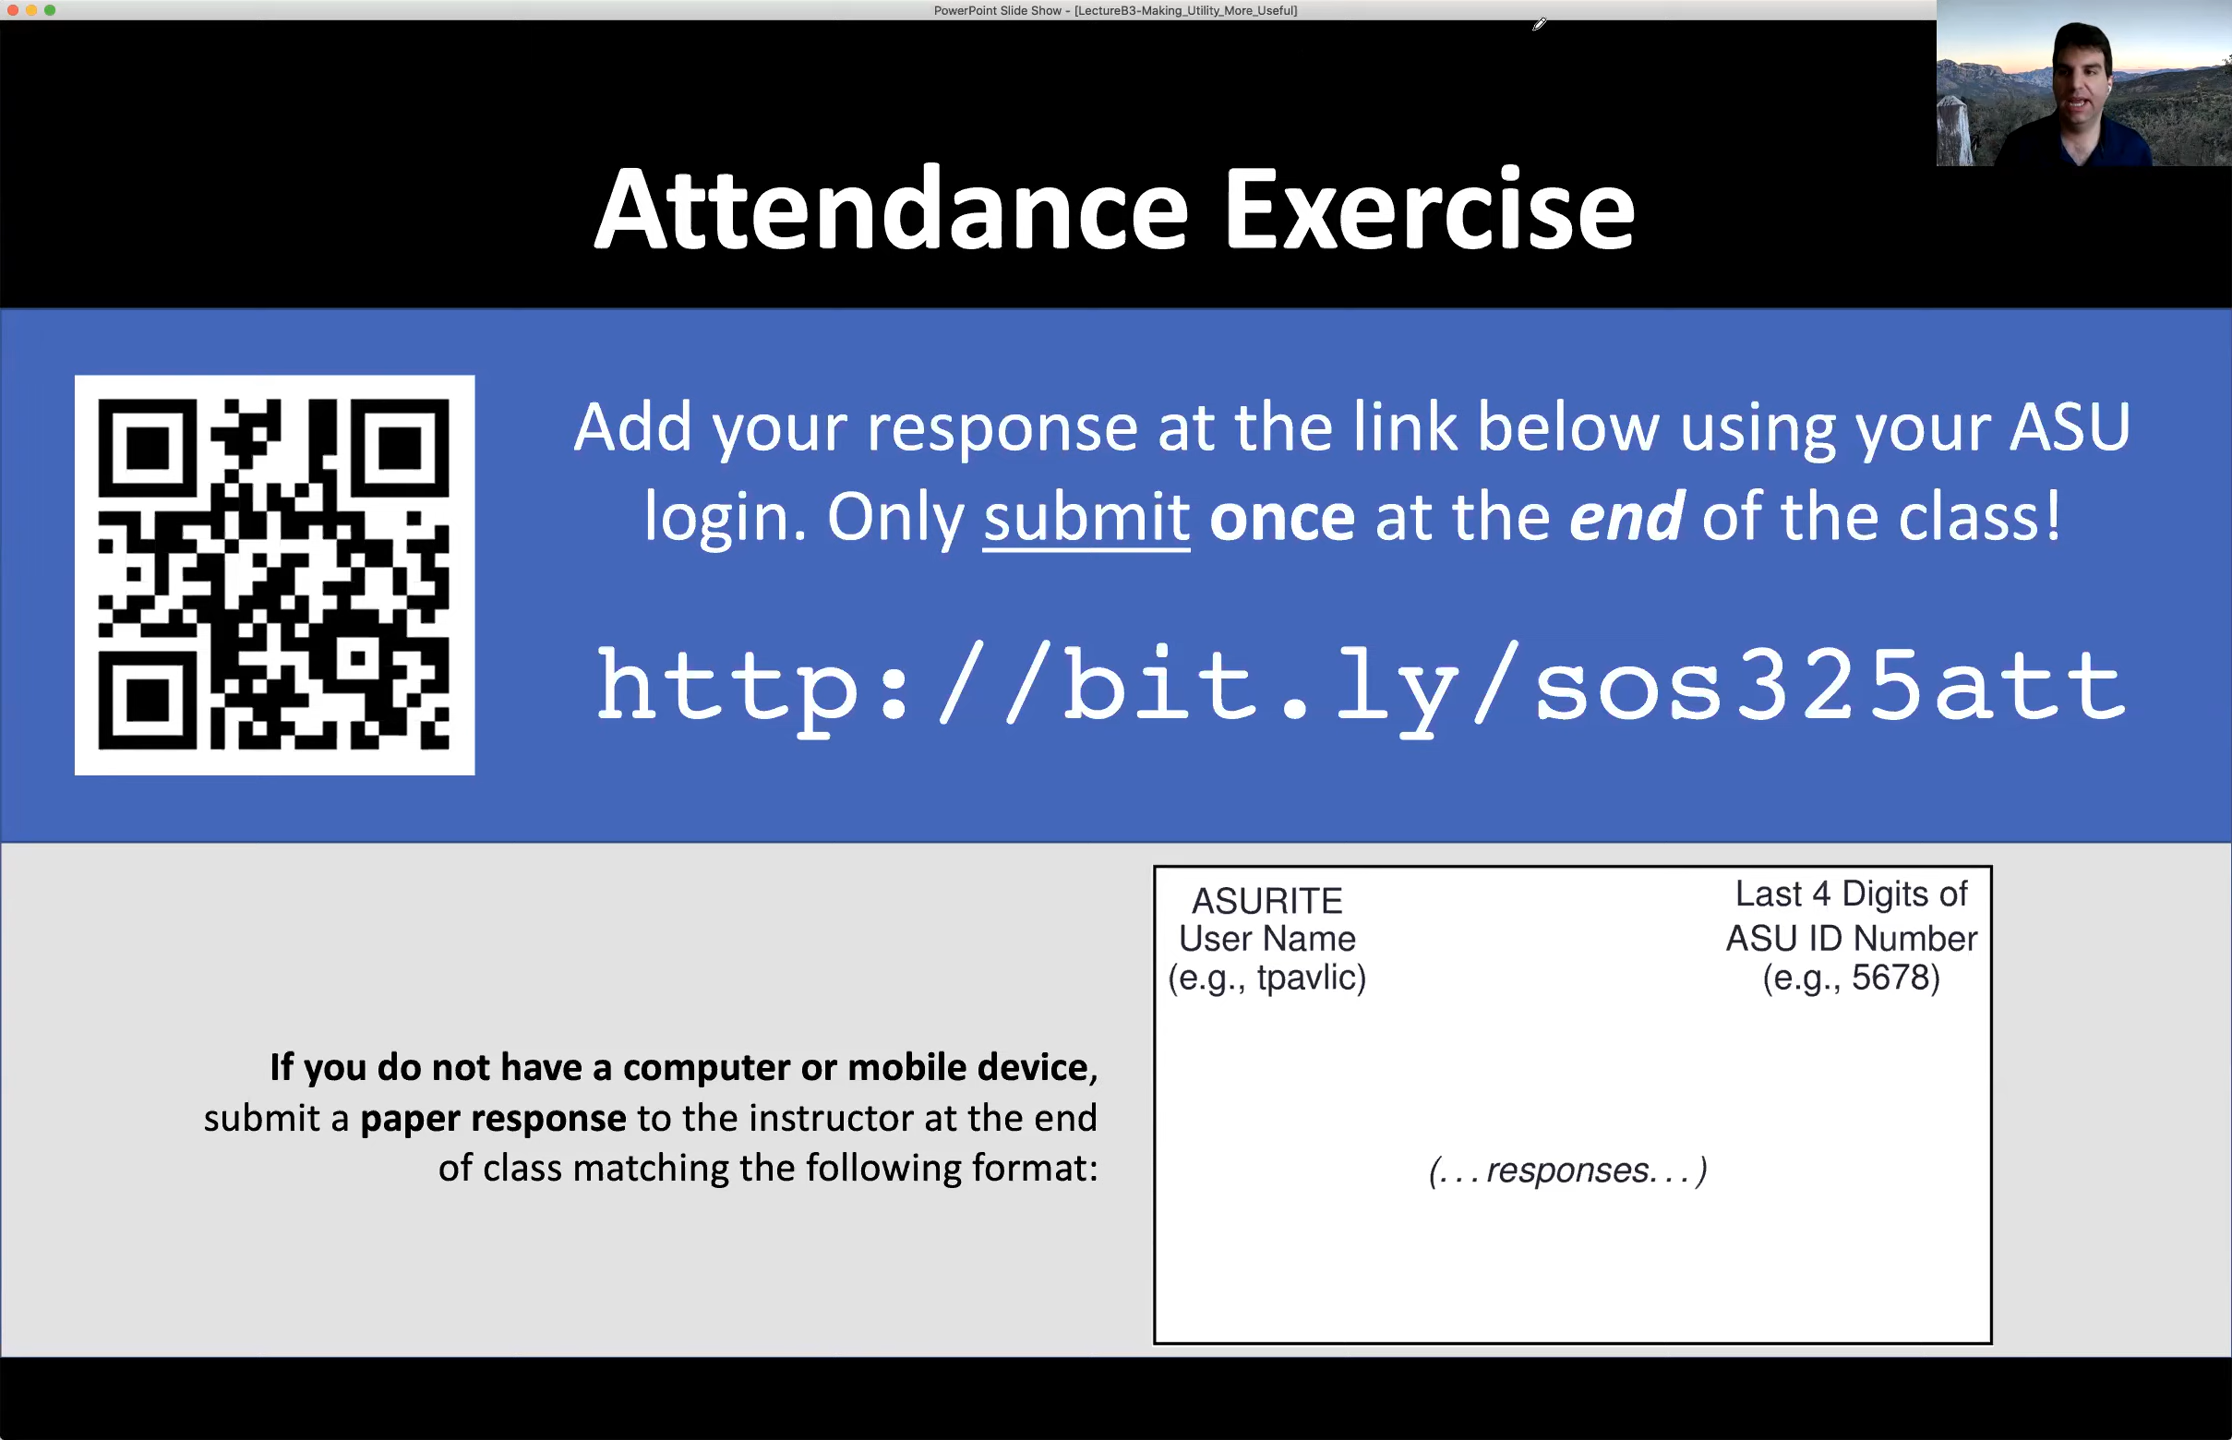 PowerPoint Slide Show - [LectureB3-Making_Utility_More_Useful]
Attendance Exercise
Add your response at the link below using your ASU
login. Only submit once at the end of the class!
http://bit.ly/sos325att
If you do not have a computer or mobile device,
submit a paper response to the instructor at the end
of class matching the following format:
ASURITE
User Name
(e.g., tpavlic)
Last 4 Digits of
ASU ID Number
(e.g., 5678)
(...responses...)